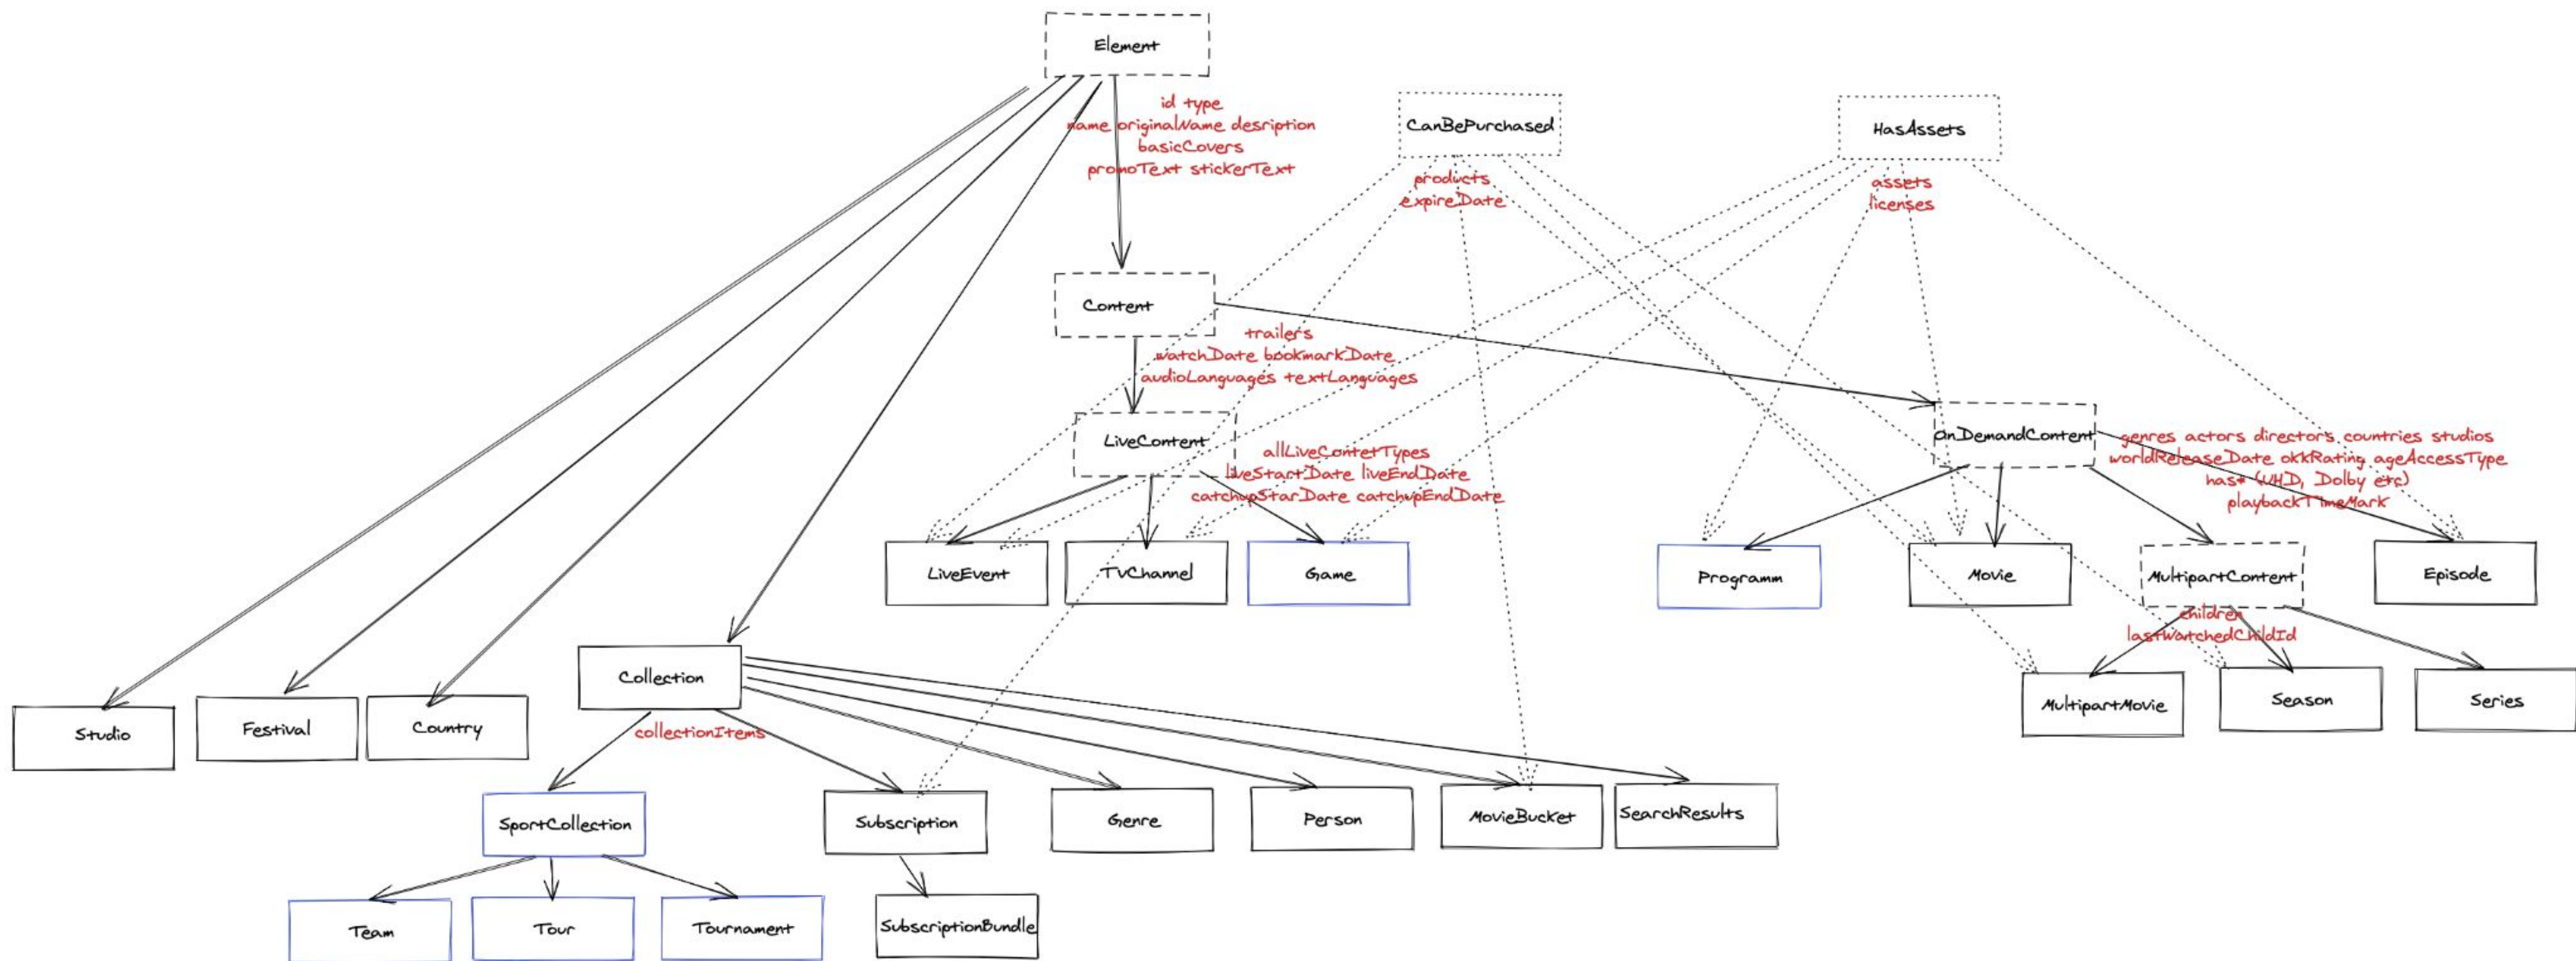 Element
id type
name originalName desription
basicCovers
promoText stickerText
CanBePurchased
products
expireDate
HasAssets
assets
licenses
Content
trailers
watchDate bookmarkDate
audioLanguages textLanguages
LiveContent
allLiveContetTypes
liveStartDate liveEndDate
catchupStarDate catchupEndDate
OnDemandContent
genres actors directors countries studios
worldReleaseDate okkRating ageAccessType
has* (UHD, Dolby etc)
playbackTimeMark
LiveEvent
TvChannel
Game
Programm
Movie
MultipartContent
Episode
children
lastWatchedChildId
Collection
collectionItems
MultipartMovie
Season
Series
Studio
Festival
Country
SportCollection
Subscription
Genre
Person
MovieBucket
SearchResults
Team
Tour
Tournament
SubscriptionBundle